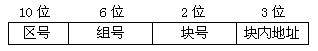 10 位 6 位 2 位 3 位
区号 组号 块号 块内地址